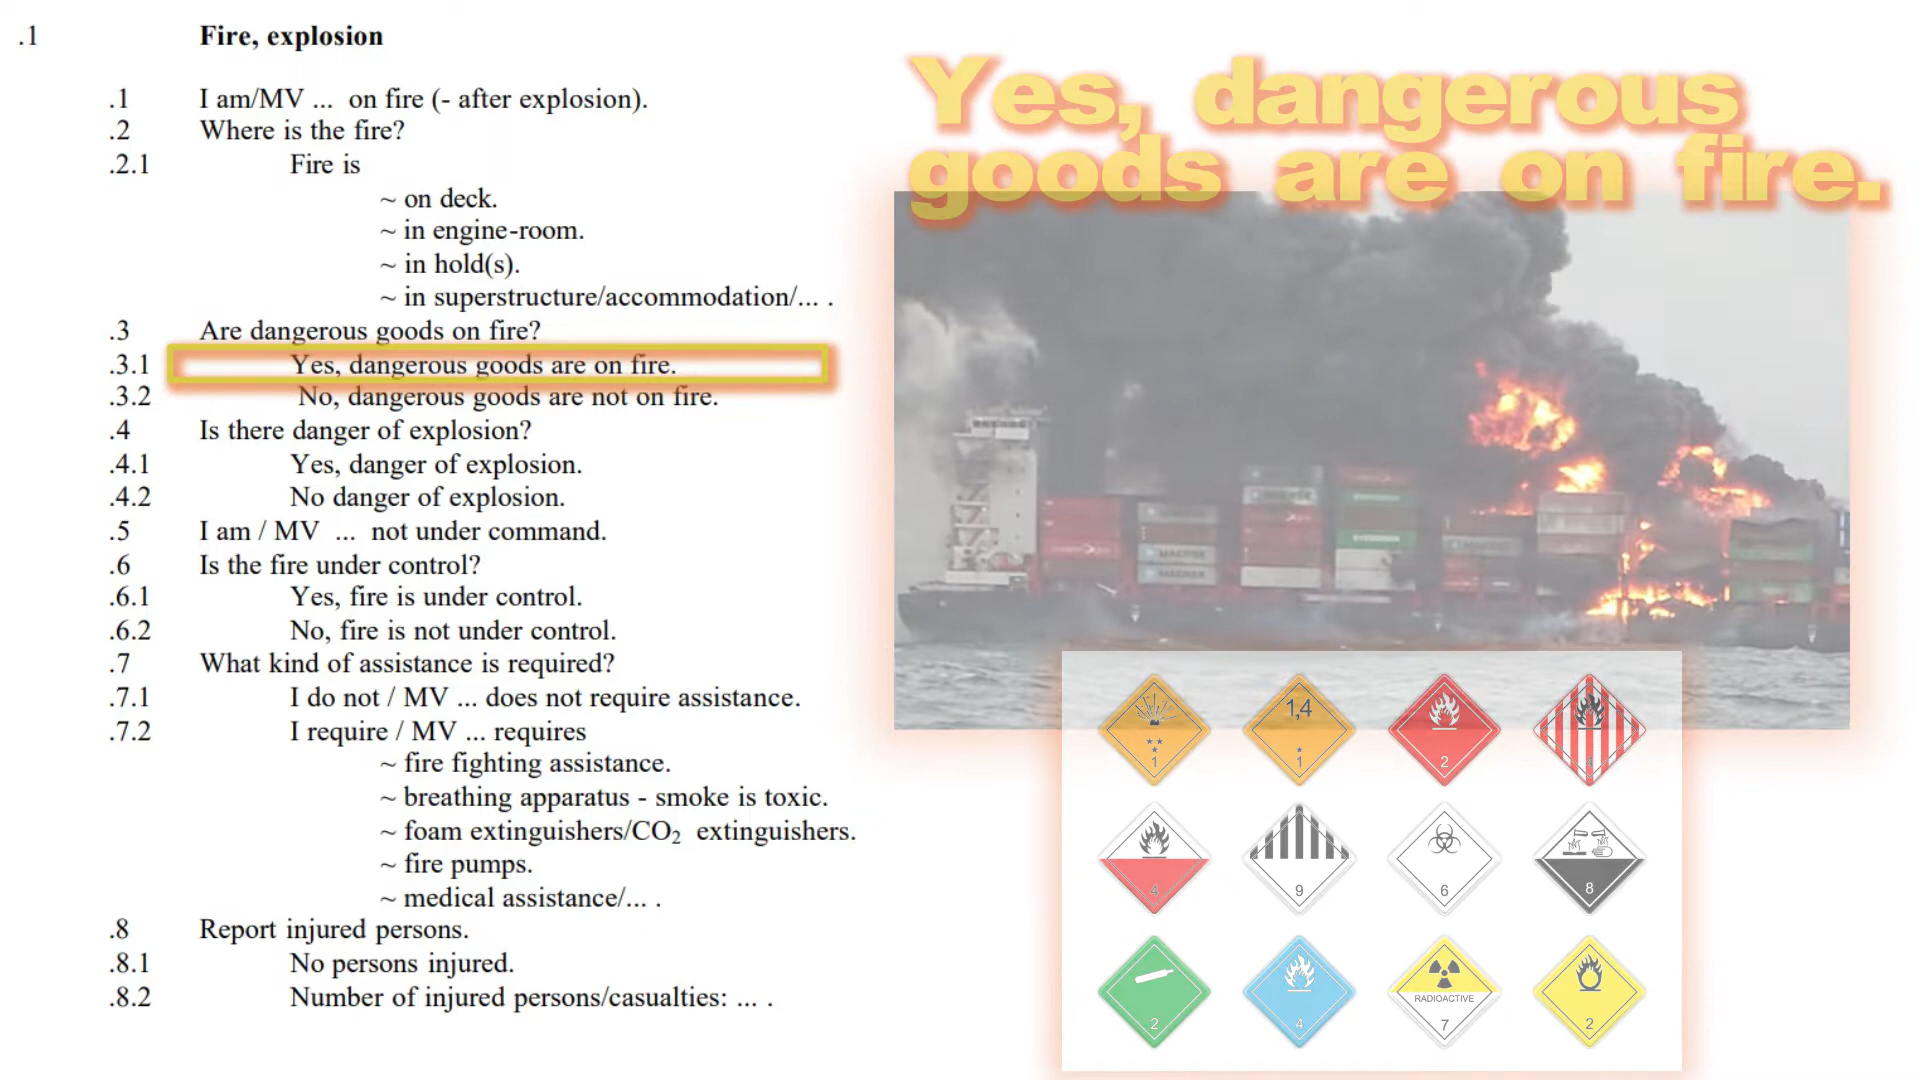 .1 Fire, explosion
.1 I am/MV ... on fire (- after explosion).
.2 Where is the fire?
.2.1 Fire is
~ on deck.
~ in engine-room.
~ in hold(s).
~ in superstructure/accommodation/... .
.3 Are dangerous goods on fire?
.3.1 Yes, dangerous goods are on fire.
.3.2 No, dangerous goods are not on fire.
.4 Is there danger of explosion?
.4.1 Yes, danger of explosion.
.4.2 No danger of explosion.
.5 I am / MV ... not under command.
.6 Is the fire under control?
.6.1 Yes, fire is under control.
.6.2 No, fire is not under control.
.7 What kind of assistance is required?
.7.1 I do not / MV ... does not require assistance.
.7.2 I require / MV ... requires
~ fire fighting assistance.
~ breathing apparatus - smoke is toxic.
~ foam extinguishers/CO₂ extinguishers.
~ fire pumps.
~ medical assistance/... .
.8 Report injured persons.
.8.1 No persons injured.
.8.2 Number of injured persons/casualties: ... .
Yes, dangerous
goods are on fire.
MAERSK
MAERSK
1,4
1 1 2 4
4 9 6 8
RADIOACTIVE
2 4 7 2